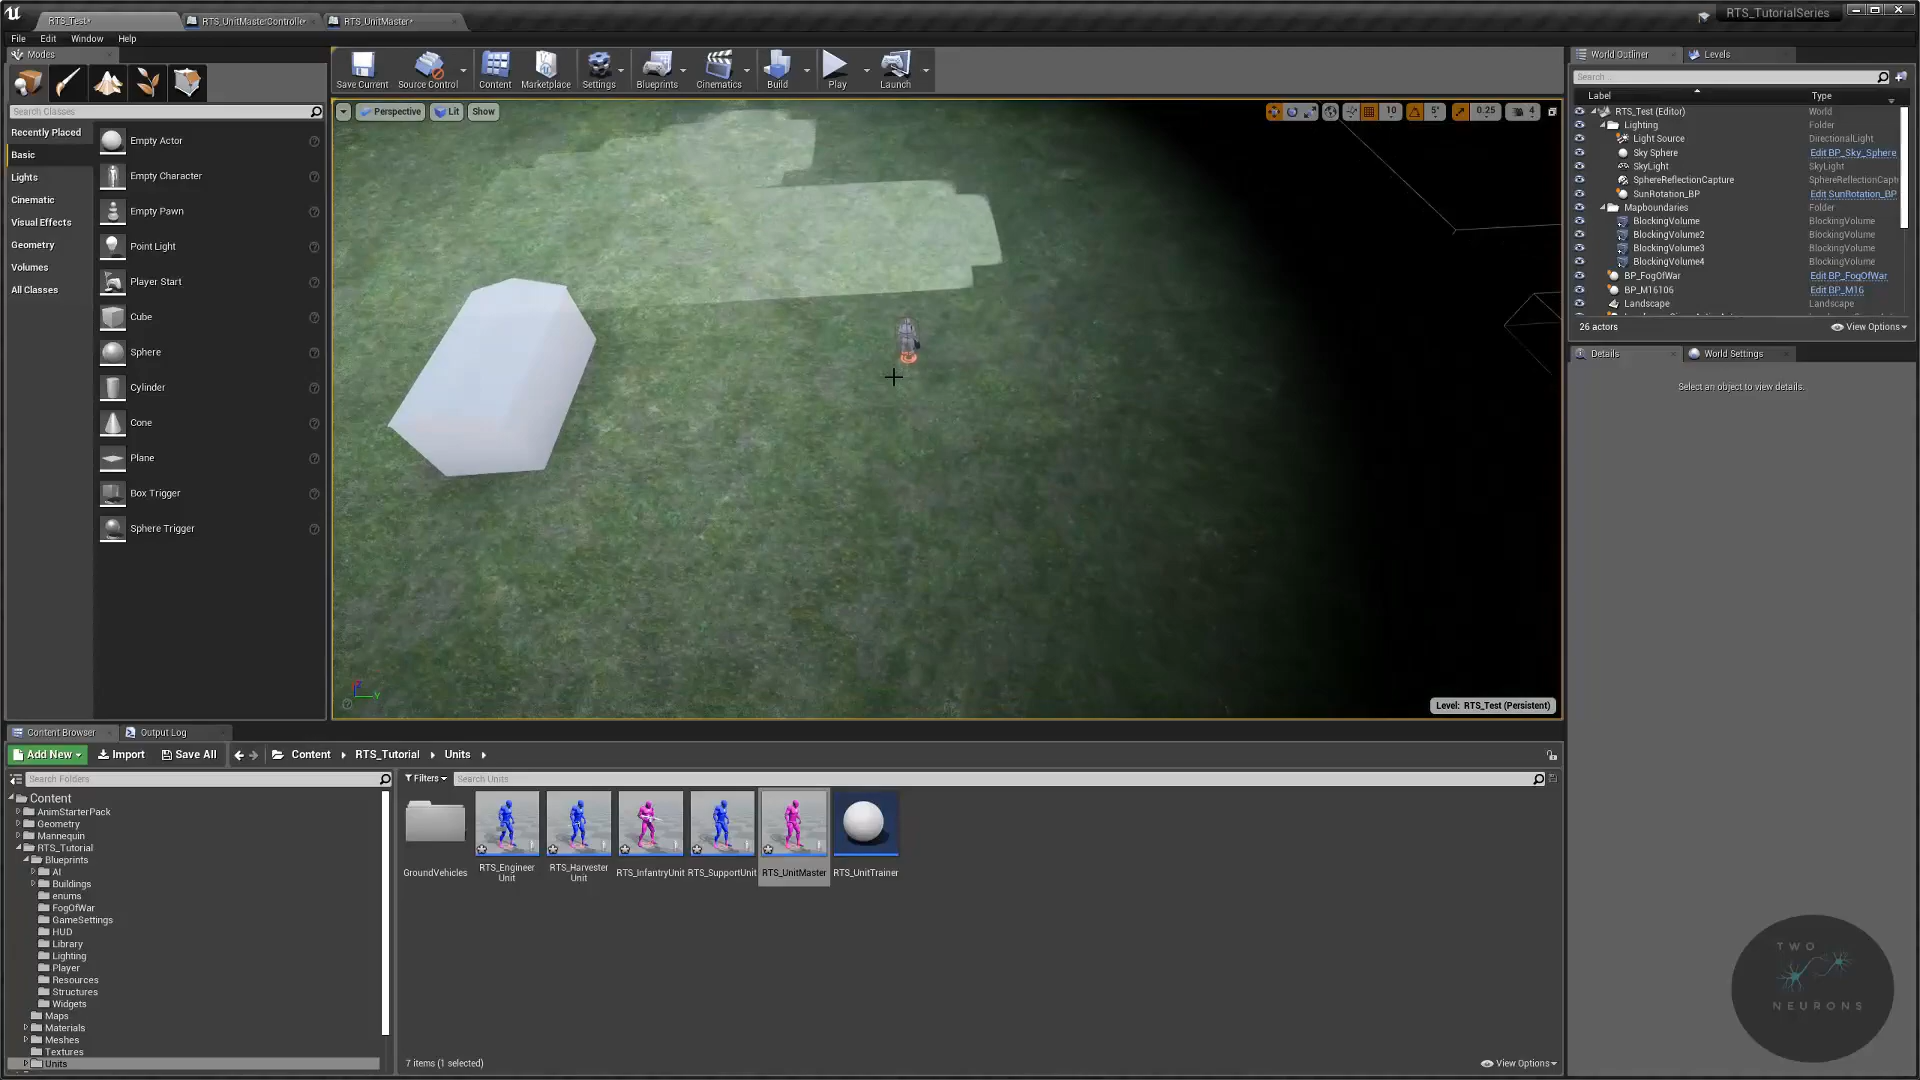 RTS_Test*
RTS_UnitMasterController*
RTS_UnitMaster*
RTS_TutorialSeries
File Edit Window Help
Modes
Search Classes
Recently Placed
Basic
Lights
Cinematic
Visual Effects
Geometry
Volumes
All Classes
Empty Actor
Empty Character
Empty Pawn
Point Light
Player Start
Cube
Sphere
Cylinder
Cone
Plane
Box Trigger
Sphere Trigger
Save Current
Source Control
Content
Marketplace
Settings
Blueprints
Cinematics
Build
Play
Launch
Perspective
Lit
Show
10
5°
0.25
4
Level: RTS_Test (Persistent)
World Outliner
Levels
Search...
Label Type
RTS_Test (Editor) World
Lighting Folder
Light Source DirectionalLight
Sky Sphere Edit BP_Sky_Sphere
SkyLight SkyLight
SphereReflectionCapture SphereReflectionCapt
SunRotation_BP Edit SunRotation_BP
Mapboundaries Folder
BlockingVolume BlockingVolume
BlockingVolume2 BlockingVolume
BlockingVolume3 BlockingVolume
BlockingVolume4 BlockingVolume
BP_FogOfWar Edit BP_FogOfWar
BP_M16106 Edit BP_M16
Landscape Landscape
26 actors
View Options
Details
World Settings
Select an object to view details.
Content Browser
Output Log
Add New
Import
Save All
Content
RTS_Tutorial
Units
Search Folders
Filters
Search Units
Content
AnimStarterPack
Geometry
Mannequin
RTS_Tutorial
Blueprints
AI
Buildings
enums
FogOfWar
GameSettings
HUD
Library
Lighting
Player
Resources
Structures
Widgets
Maps
Materials
Meshes
Textures
Units
GroundVehicles
RTS_Engineer
Unit
RTS_Harvester
Unit
RTS_InfantryUnit
RTS_SupportUnit
RTS_UnitMaster
RTS_UnitTrainer
7 items (1 selected)
View Options
TWO
NEURONS